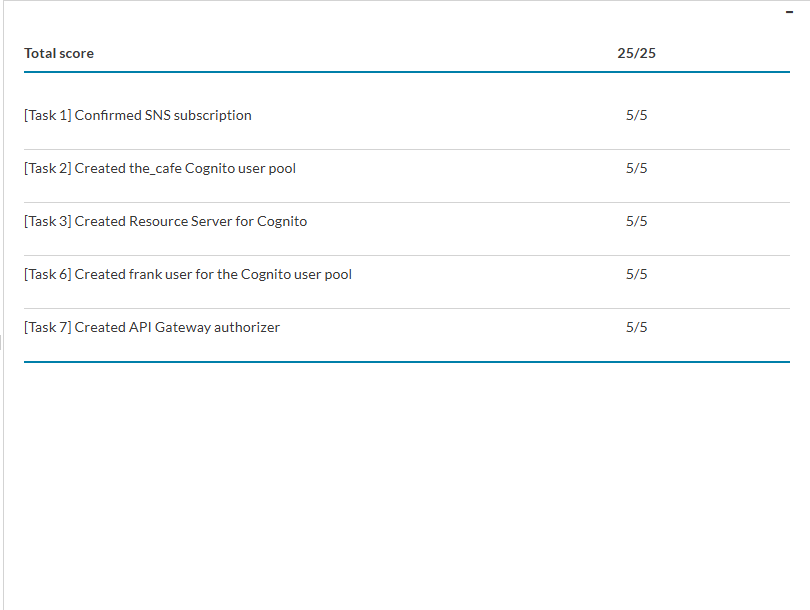 Total score 25/25
[Task 1] Confirmed SNS subscription 5/5
[Task 2] Created the_cafe Cognito user pool 5/5
[Task 3] Created Resource Server for Cognito 5/5
[Task 6] Created frank user for the Cognito user pool 5/5
[Task 7] Created API Gateway authorizer 5/5